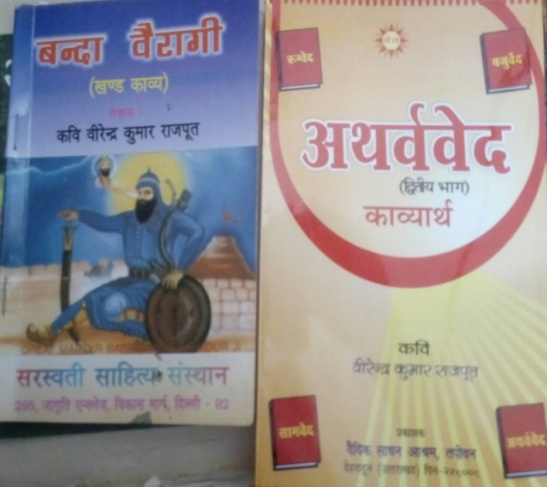 बन्दा वैरागी
(खण्ड काव्य)
लेखक :-
कवि वीरेन्द्र कुमार राजपूत
सरस्वती साहित्य संस्थान
295, जागृति एन्क्लेव, विकास मार्ग, दिल्ली - 92
ऋग्वेद
यजुर्वेद
अथर्ववेद
(द्वितीय भाग)
काव्यार्थ
कवि
वीरेन्द्र कुमार राजपूत
सामवेद
अथर्ववेद
प्रकाशक
वैदिक साधन आश्रम, तपोवन
देहरादून (उत्तराखण्ड) पिन-